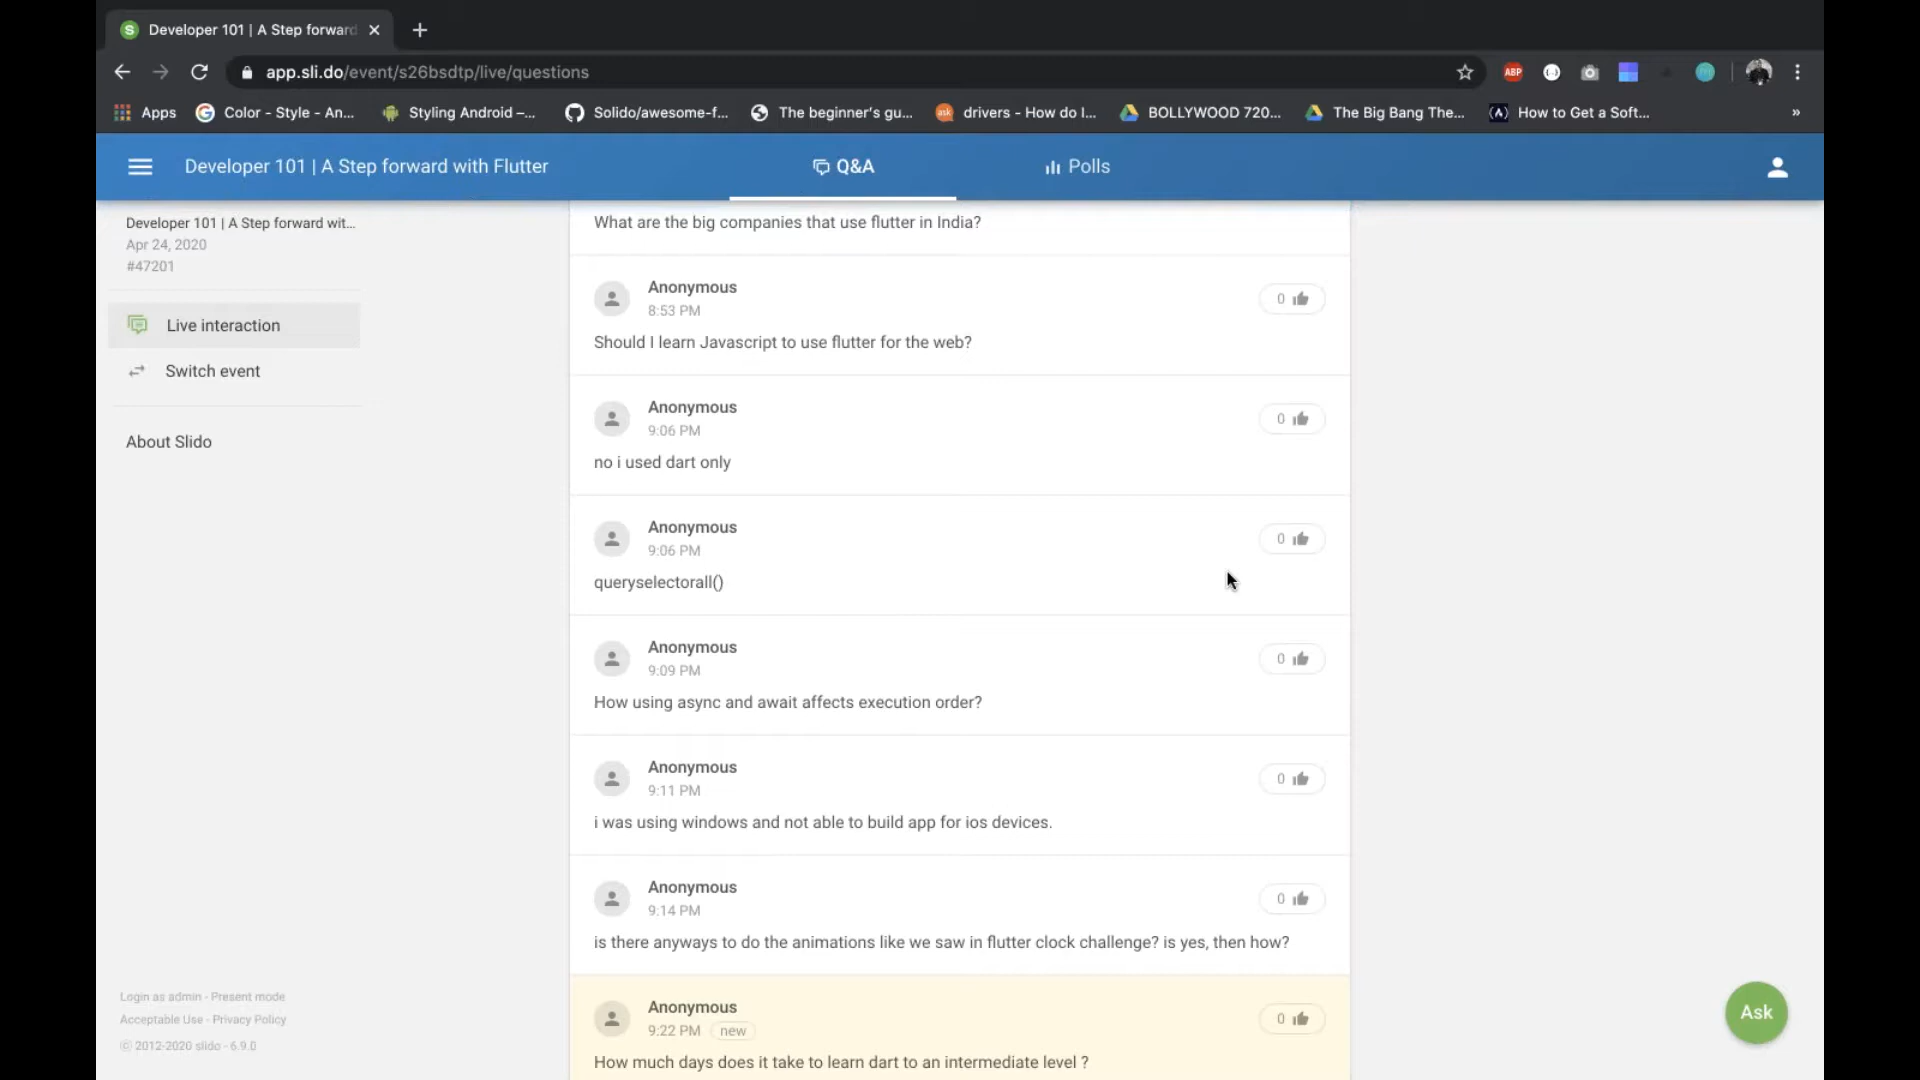 Developer 101 | A Step forward
app.sli.do/event/s26bsdtp/live/questions
ABP
Apps
Color - Style - An...
Styling Android –...
Solido/awesome-f...
The beginner's gu...
ask
drivers - How do I...
BOLLYWOOD 720...
The Big Bang The...
How to Get a Soft...
»
Developer 101 | A Step forward with Flutter
Q&A
Polls
Developer 101 | A Step forward wit...
Apr 24, 2020
#47201
Live interaction
Switch event
About Slido
Login as admin - Present mode
Acceptable Use - Privacy Policy
© 2012-2020 slido - 6.9.0
What are the big companies that use flutter in India?
Anonymous
8:53 PM
0
Should I learn Javascript to use flutter for the web?
Anonymous
9:06 PM
0
no i used dart only
Anonymous
9:06 PM
0
queryselectorall()
Anonymous
9:09 PM
0
How using async and await affects execution order?
Anonymous
9:11 PM
0
i was using windows and not able to build app for ios devices.
Anonymous
9:14 PM
0
is there anyways to do the animations like we saw in flutter clock challenge? is yes, then how?
Anonymous
9:22 PM new
0
How much days does it take to learn dart to an intermediate level ?
Ask